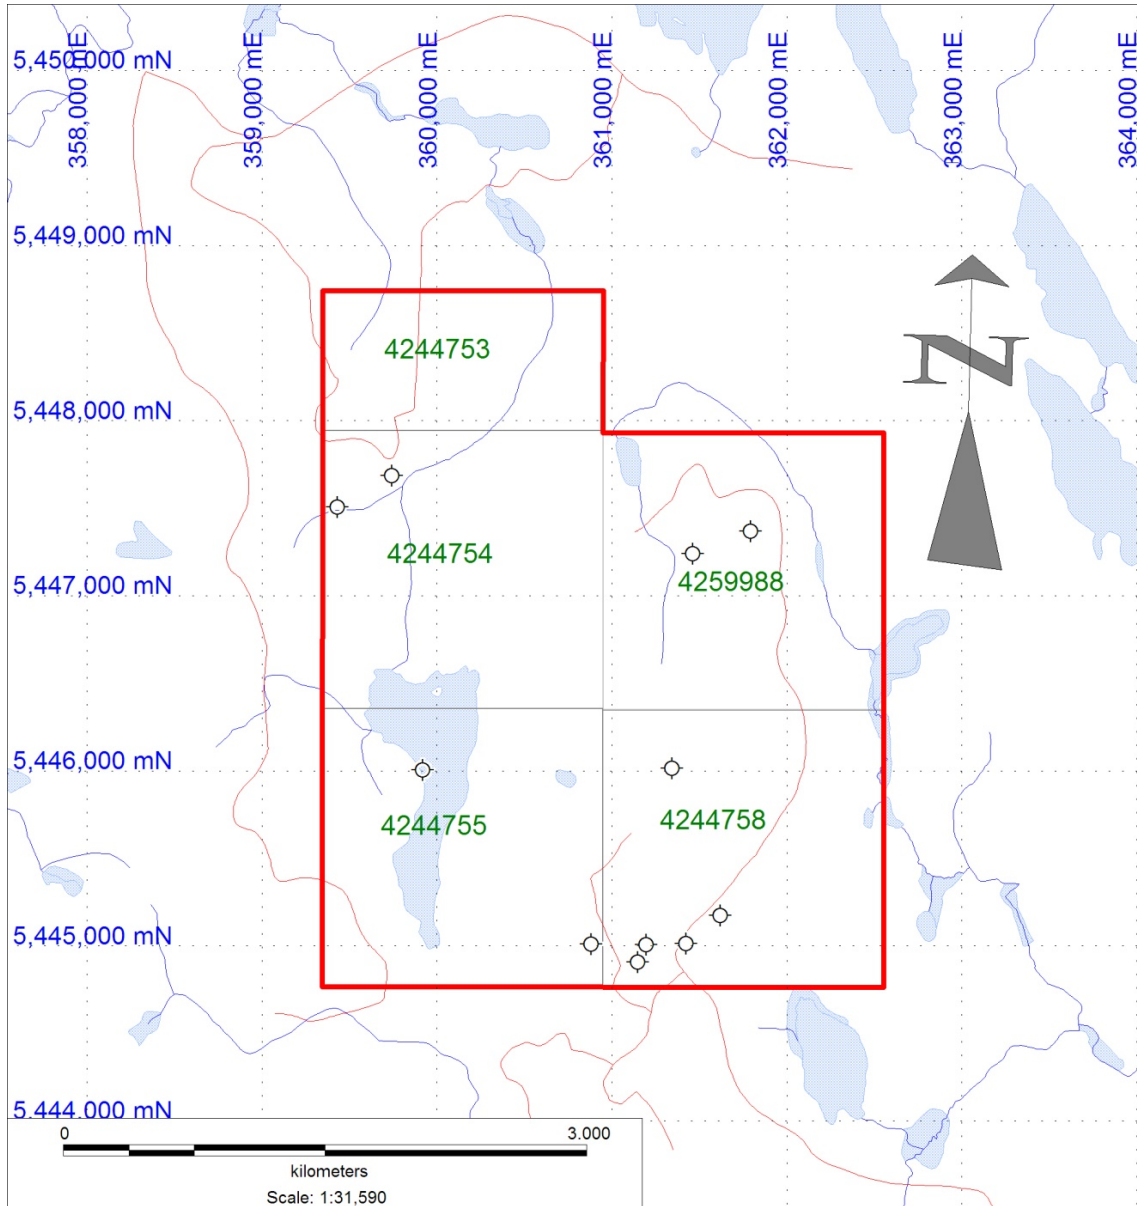 358,000 mE
359,000 mE
360,000 mE
361,000 mE
362,000 mE
363,000 mE
364,000 mE
5,450,000 mN
5,449,000 mN
5,448,000 mN
5,447,000 mN
5,446,000 mN
5,445,000 mN
5,444,000 mN
N
4244753
4244754
4259988
4244755
4244758
0 3.000
kilometers
Scale: 1:31,590